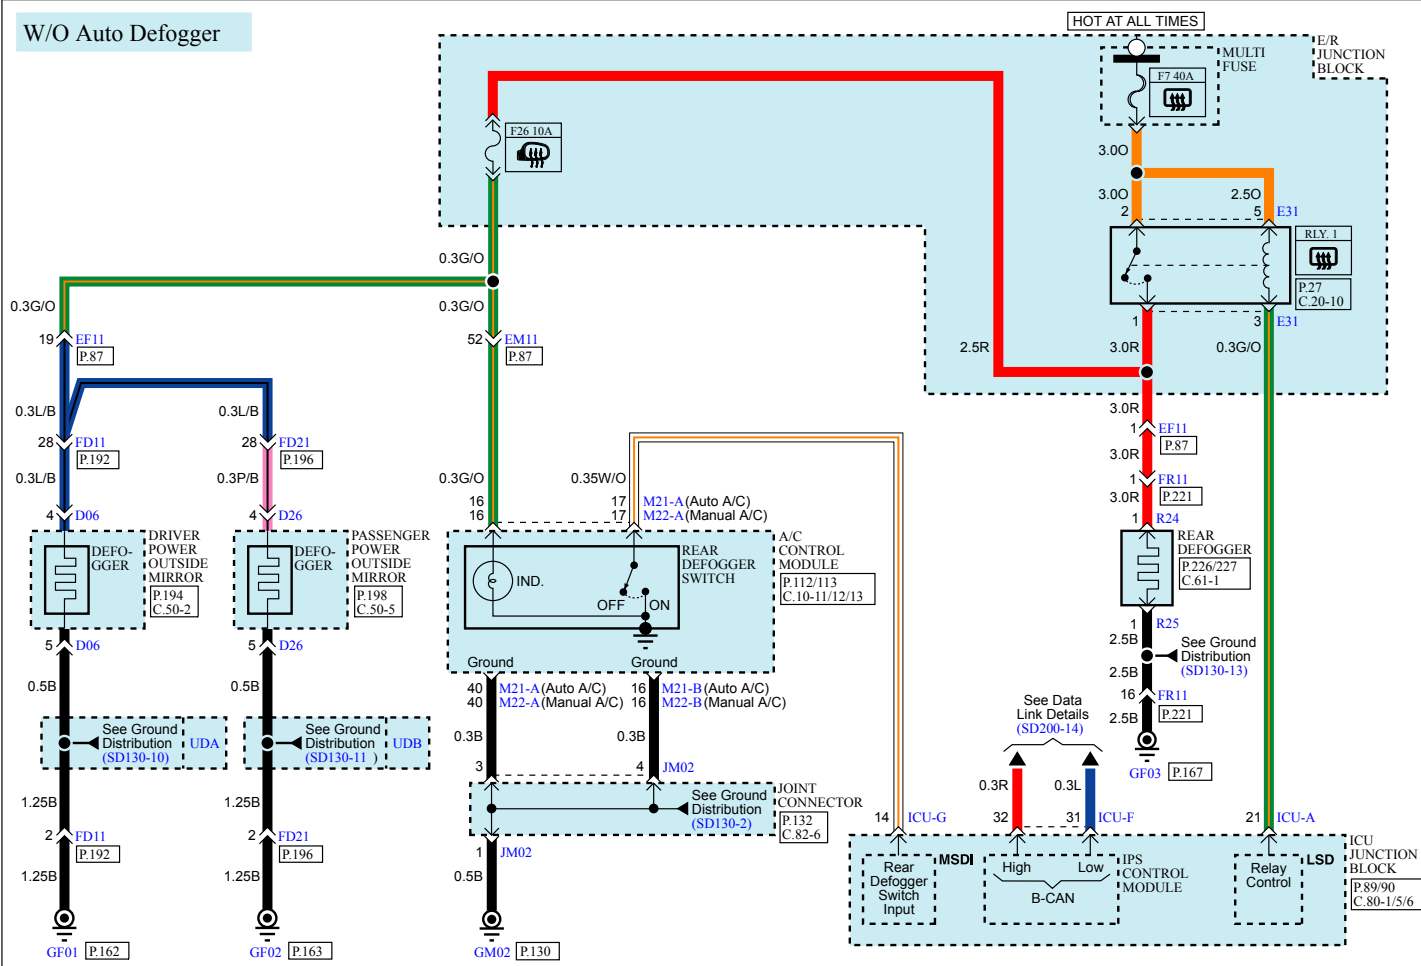 W/O Auto Defogger
HOT AT ALL TIMES
E/R
JUNCTION
BLOCK
MULTI
FUSE
F7 40A
F26 10A
3.0O
3.0O
2.5O
2
5
E31
RLY. 1
P.27
C.20-10
1
3
E31
2.5R
3.0R
0.3G/O
0.3G/O
0.3G/O
0.3G/O
19
EF11
P.87
52
EM11
P.87
3.0R
1
EF11
P.87
3.0R
1
FR11
P.221
3.0R
1
R24
0.3L/B
0.3L/B
28
FD11
P.192
28
FD21
P.196
0.3L/B
0.3P/B
4
D06
4
D26
0.3G/O
0.35W/O
16
16
17
17
M21-A (Auto A/C)
M22-A (Manual A/C)
DEFO-
GGER
DRIVER
POWER
OUTSIDE
MIRROR
P.194
C.50-2
DEFO-
GGER
PASSENGER
POWER
OUTSIDE
MIRROR
P.198
C.50-5
IND.
OFF
ON
REAR
DEFOGGER
SWITCH
A/C
CONTROL
MODULE
P.112/113
C.10-11/12/13
REAR
DEFOGGER
P.226/227
C.61-1
5
D06
5
D26
Ground
Ground
40
40
M21-A (Auto A/C)
M22-A (Manual A/C)
16
16
M21-B (Auto A/C)
M22-B (Manual A/C)
1
R25
2.5B
See Ground
Distribution
(SD130-13)
2.5B
16
FR11
P.221
2.5B
GF03
P.167
0.5B
0.5B
0.3B
0.3B
See Ground
Distribution
(SD130-10)
UDA
See Ground
Distribution
(SD130-11 )
UDB
3
4
JM02
See Ground
Distribution
(SD130-2)
JOINT
CONNECTOR
P.132
C.82-6
See Data
Link Details
(SD200-14)
0.3R
0.3L
1.25B
1.25B
2
FD11
P.192
2
FD21
P.196
1
JM02
0.5B
1.25B
1.25B
GF01
P.162
GF02
P.163
GM02
P.130
14
ICU-G
32
31
ICU-F
21
ICU-A
MSDI
Rear
Defogger
Switch
Input
High
Low
B-CAN
IPS
CONTROL
MODULE
Relay
Control
LSD
ICU
JUNCTION
BLOCK
P.89/90
C.80-1/5/6